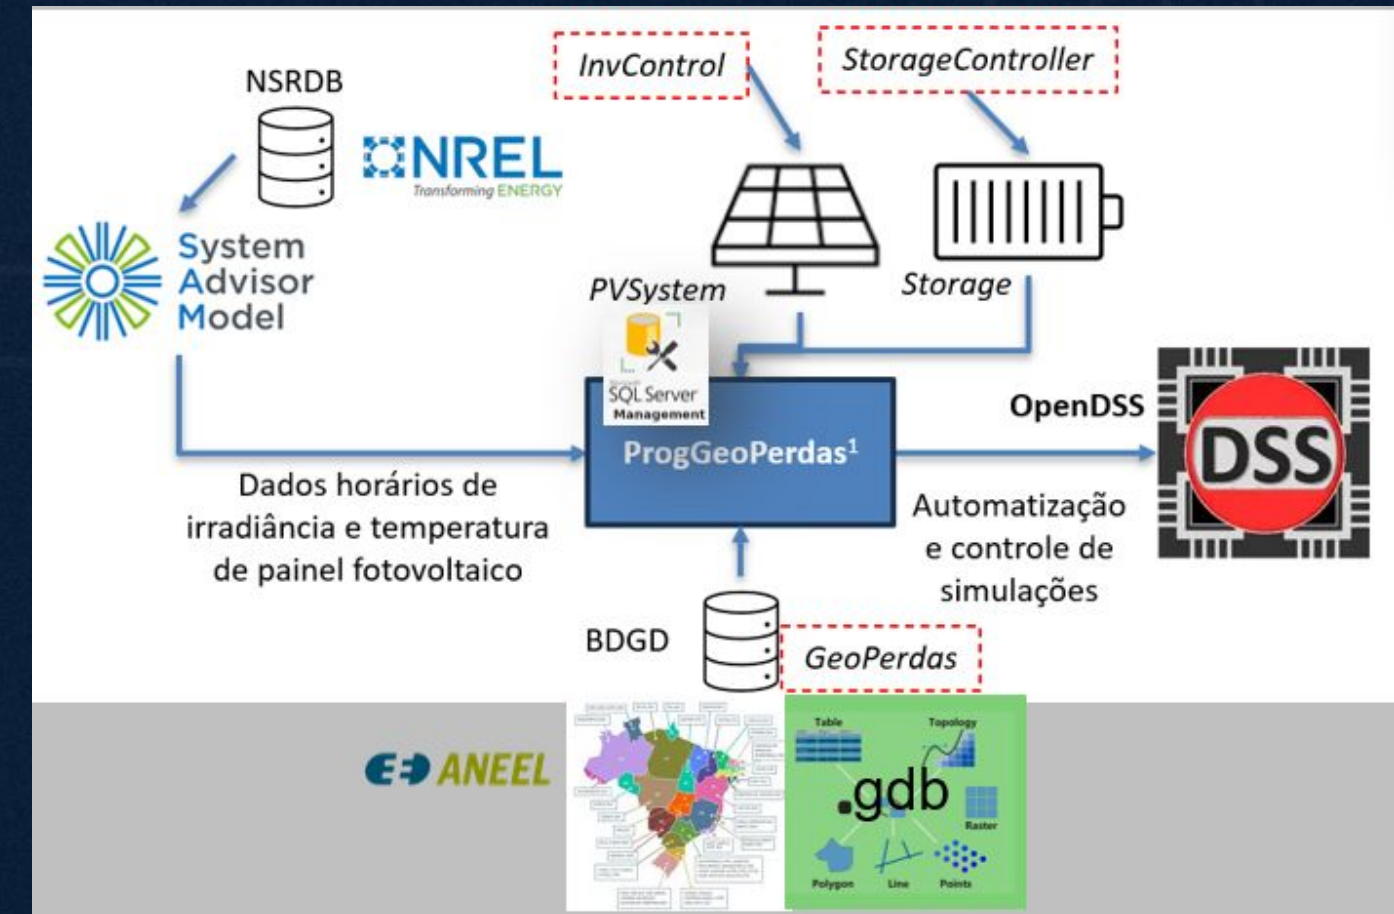 InvControl
StorageController
NSRDB
NREL
Transforming ENERGY
System
Advisor
Model
PVSystem
Storage
SQL Server
Management
OpenDSS
DSS
ProgGeoPerdas¹
Dados horários de
irradiância e temperatura
de painel fotovoltaico
Automatização
e controle de
simulações
BDGD
GeoPerdas
ANEEL
Table
Topology
gdb
Raster
Polygon
Line
Points